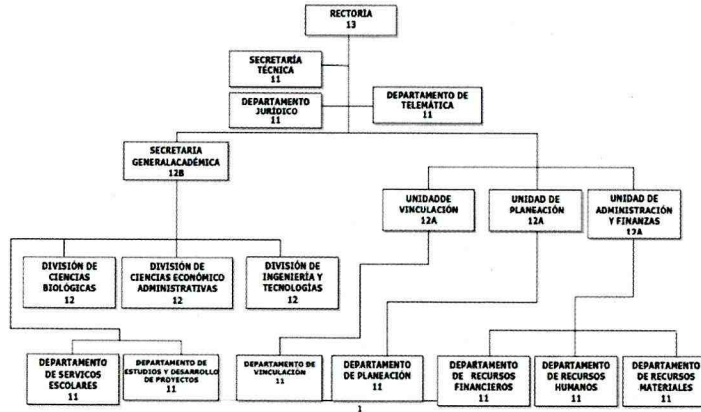 RECTORÍA
13
SECRETARÍA
TÉCNICA
11
DEPARTAMENTO
JURÍDICO
11
DEPARTAMENTO DE
TELEMÁTICA
11
SECRETARIA
GENERALACADÉMICA
12B
UNIDADDE
VINCULACIÓN
12A
UNIDAD DE
PLANEACIÓN
12A
UNIDAD DE
ADMINISTRACIÓN
Y FINANZAS
12A
DIVISIÓN DE
CIENCIAS
BIOLÓGICAS
12
DIVISIÓN DE
CIENCIAS ECONÓMICO
ADMINISTRATIVAS
12
DIVISIÓN DE
INGENIERÍA Y
TECNOLOGÍAS
12
DEPARTAMENTO
DE SERVICIOS
ESCOLARES
11
DEPARTAMENTO DE
ESTUDIOS Y DESARROLLO
DE PROYECTOS
11
DEPARTAMENTO DE
VINCULACIÓN
11
DEPARTAMENTO
DE PLANEACIÓN
11
DEPARTAMENTO
DE RECURSOS
FINANCIEROS
11
DEPARTAMENTO
DE RECURSOS
HUMANOS
11
DEPARTAMENTO
DE RECURSOS
MATERIALES
11
1